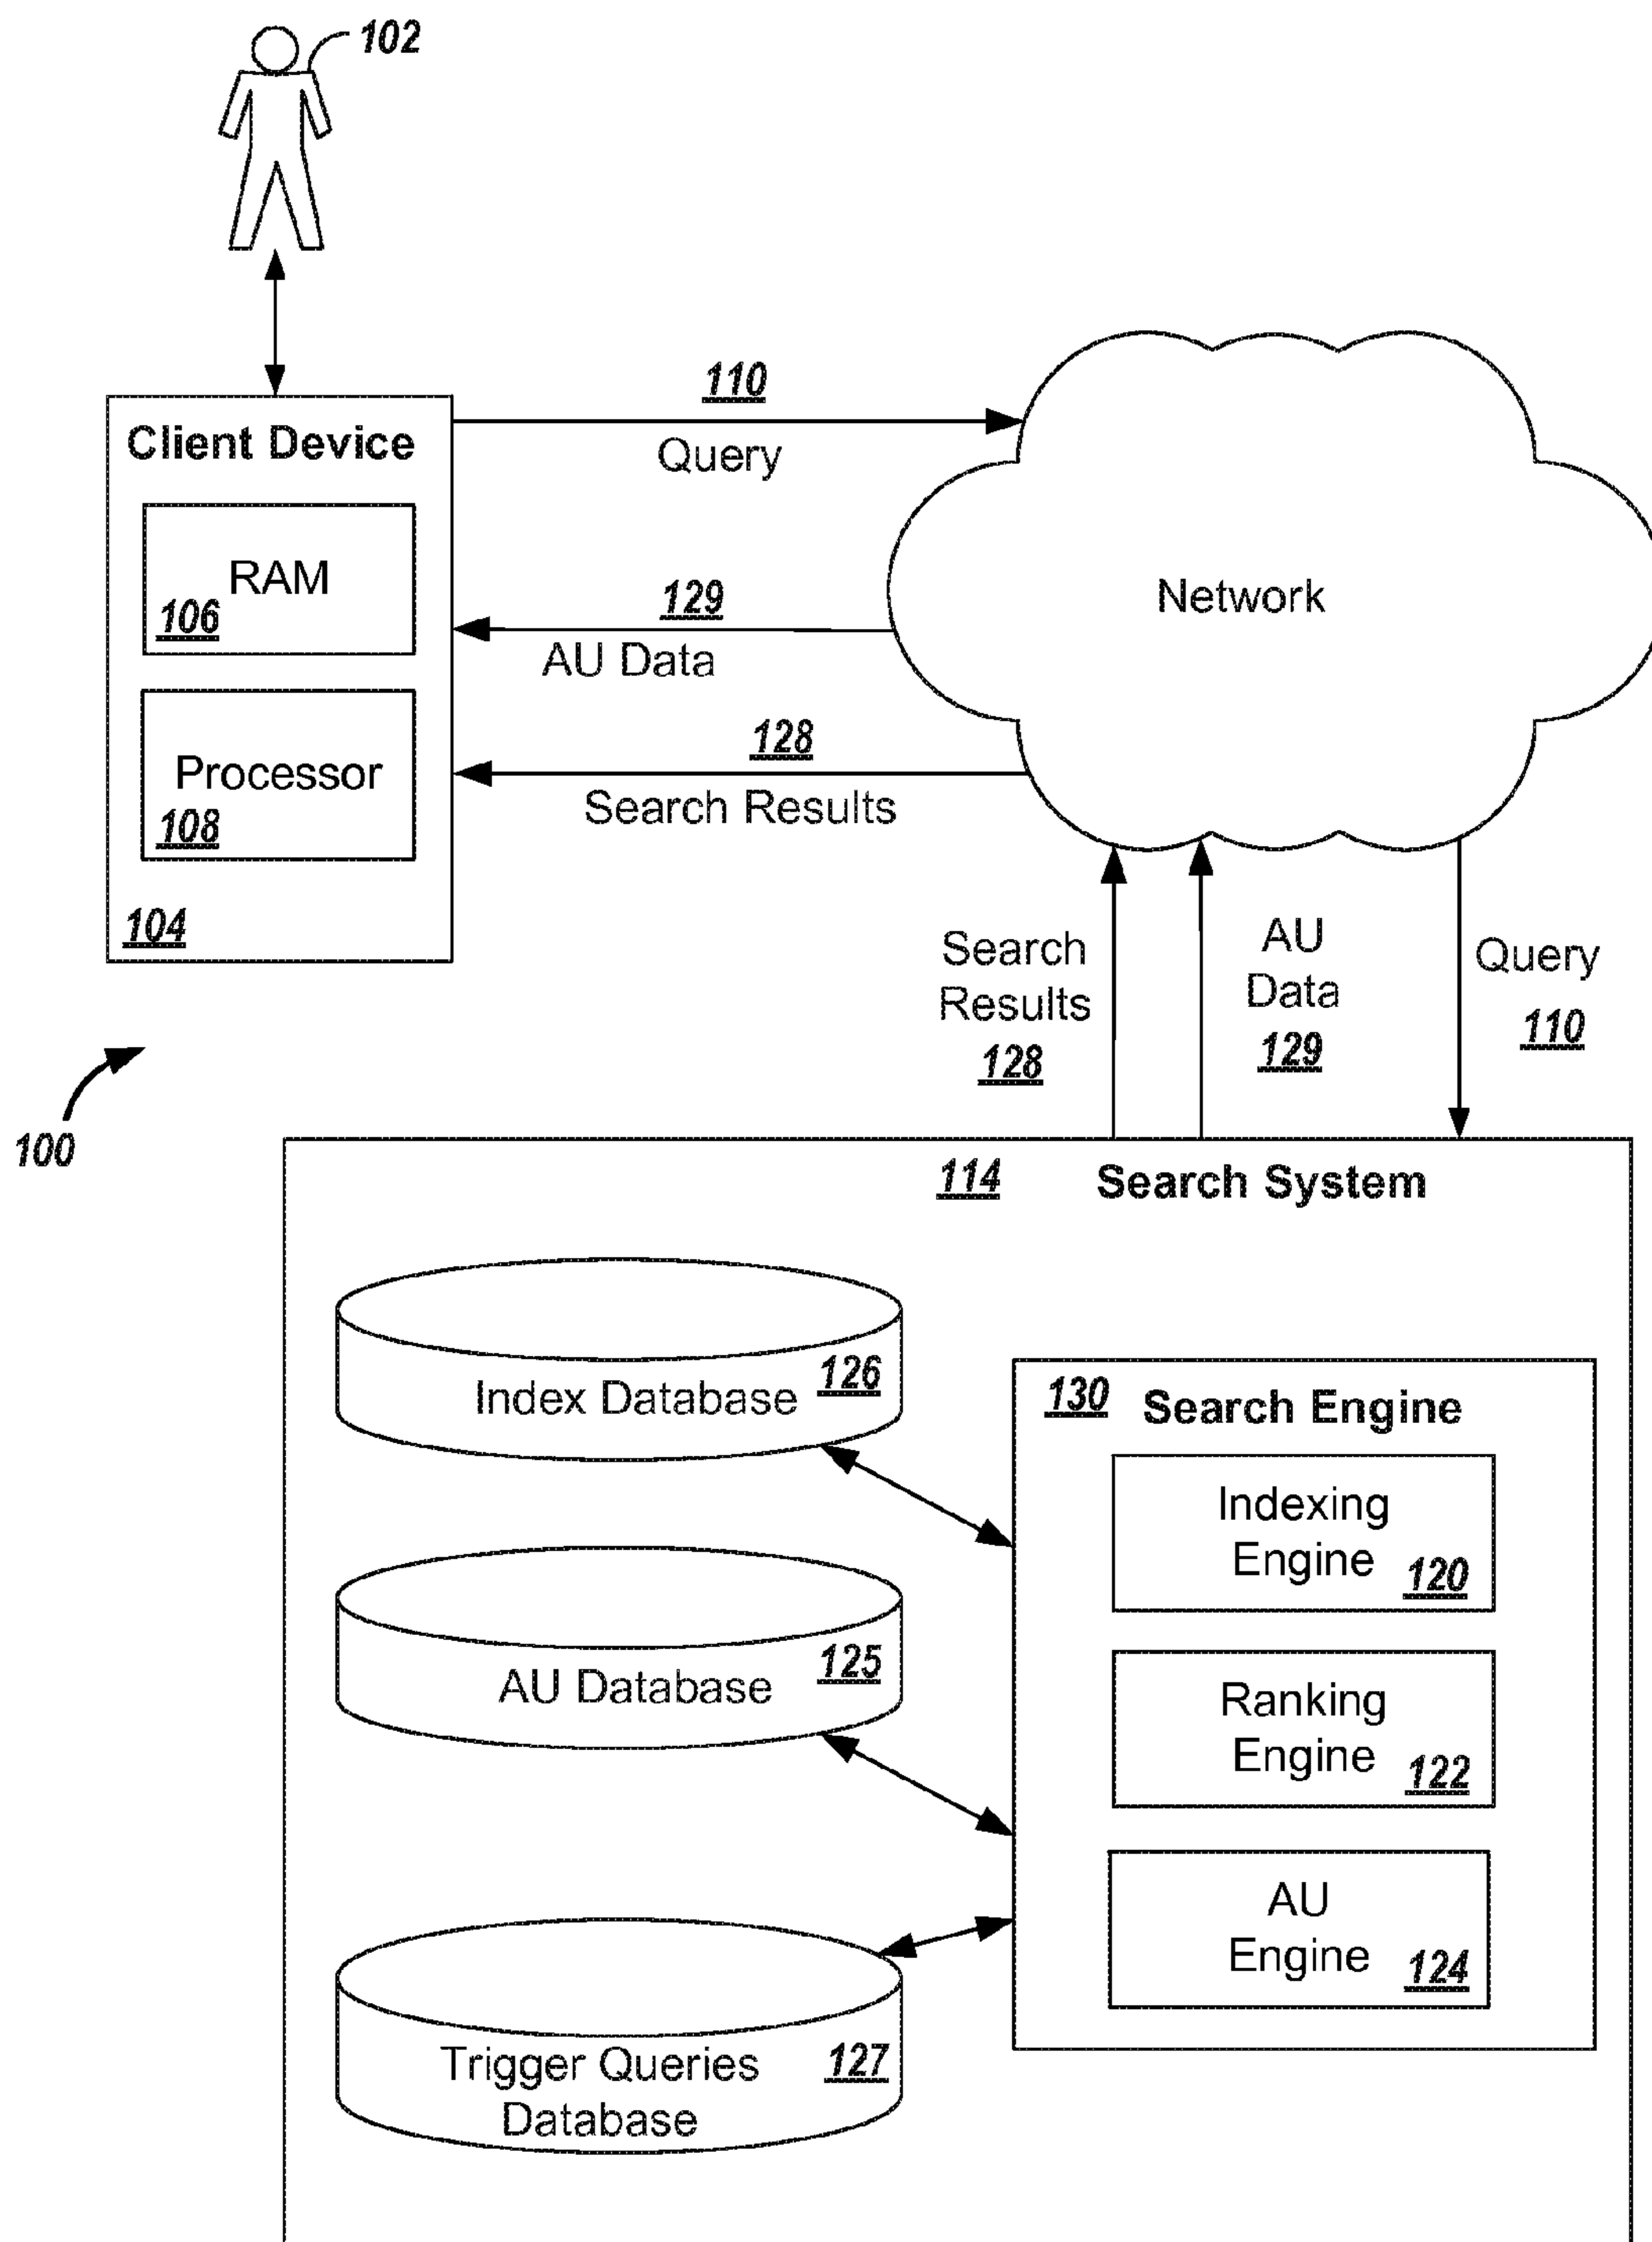 102
110
Client Device
Query
RAM
106
129
AU Data
Network
128
Search Results
Processor
108
104
Search
Results
128
AU
Data
129
Query
110
100
114
Search System
126
Index Database
130
Search Engine
Indexing
Engine
120
125
AU Database
Ranking
Engine
122
AU
Engine
124
Trigger Queries
Database
127